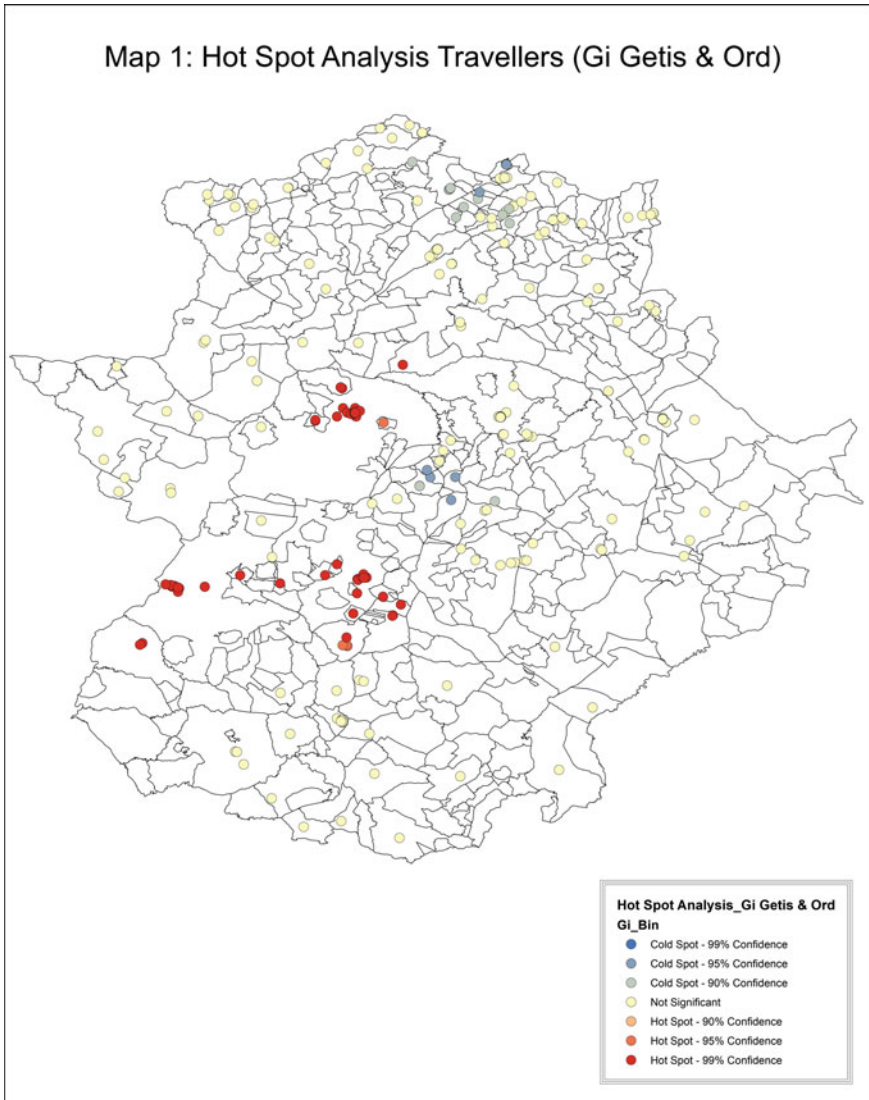 Map 1: Hot Spot Analysis Travellers (Gi Getis & Ord)
Hot Spot Analysis_Gi Getis & Ord
Gi_Bin
Cold Spot - 99% Confidence
Cold Spot - 95% Confidence
Cold Spot - 90% Confidence
Not Significant
Hot Spot - 90% Confidence
Hot Spot - 95% Confidence
Hot Spot - 99% Confidence